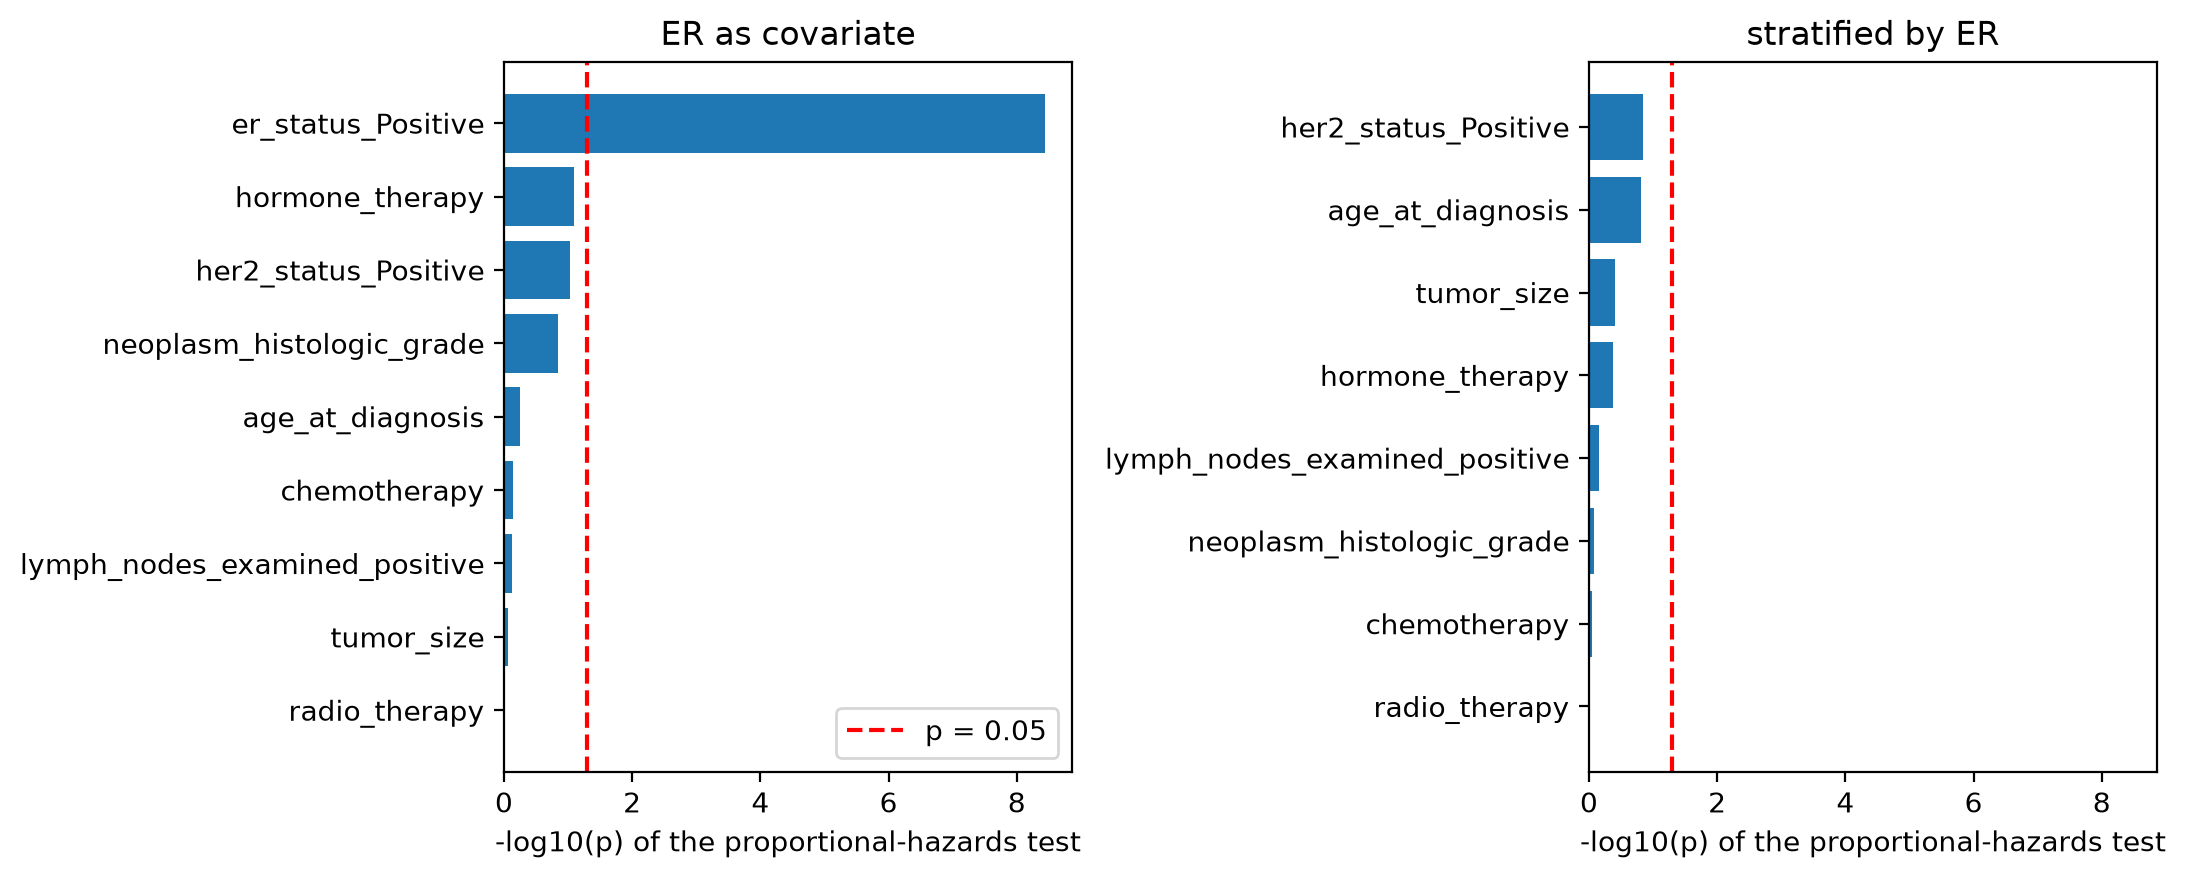 ER as covariate
er_status_Positive
hormone_therapy
her2_status_Positive
neoplasm_histologic_grade
age_at_diagnosis
chemotherapy
lymph_nodes_examined_positive
tumor_size
radio_therapy
p = 0.05
0 2 4 6 8
-log10(p) of the proportional-hazards test
stratified by ER
her2_status_Positive
age_at_diagnosis
tumor_size
hormone_therapy
lymph_nodes_examined_positive
neoplasm_histologic_grade
chemotherapy
radio_therapy
0 2 4 6 8
-log10(p) of the proportional-hazards test